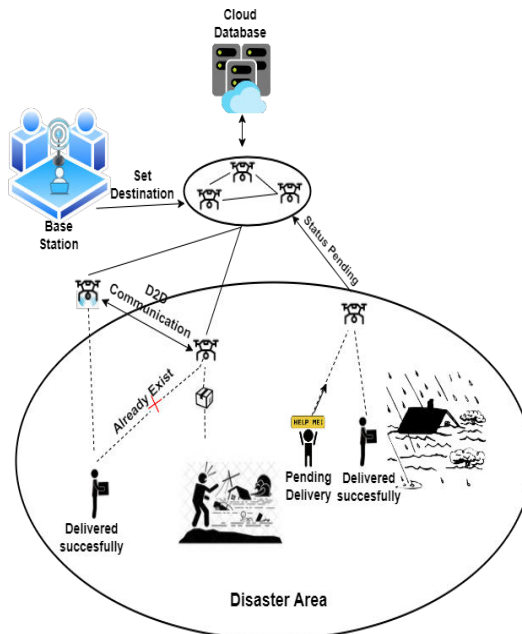 Cloud
Database
Set
Destination
Base
Station
Status Pending
D2D
Communication
Already Exist
HELP ME!
Pending
Delivery
Delivered
succesfully
Delivered
succesfully
Disaster Area